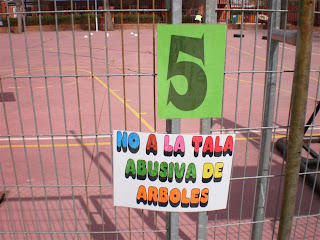 5
NO A LA TALA
ABUSIVA DE
ARBOLES